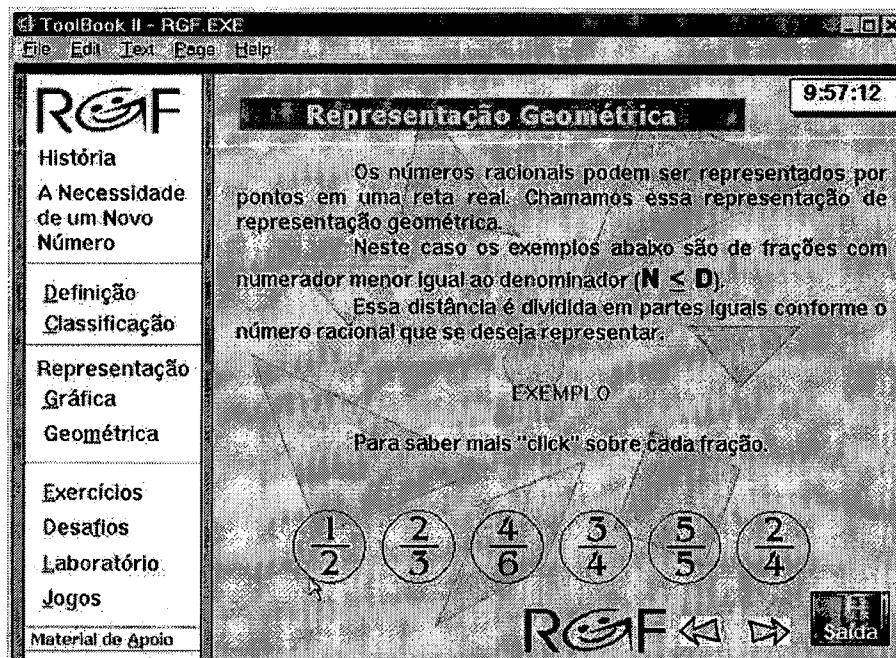 ToolBook II - RGF.EXE
File Edit Text Page Help
RGF
9:57:12
História
A Necessidade
de um Novo
Número
Definição
Classificação
Representação
Gráfica
Geométrica
Exercícios
Desafios
Laboratório
Jogos
Material de Apoio
Representação Geométrica
Os números racionais podem ser representados por
pontos em uma reta real. Chamamos essa representação de
representação geométrica.
Neste caso os exemplos abaixo são de frações com
numerador menor igual ao denominador (N ≤ D).
Essa distância é dividida em partes iguais conforme o
número racional que se deseja representar.
EXEMPLO
Para saber mais "click" sobre cada fração.
1/2 2/3 4/6 3/4 5/5 2/4
RGF
Saída